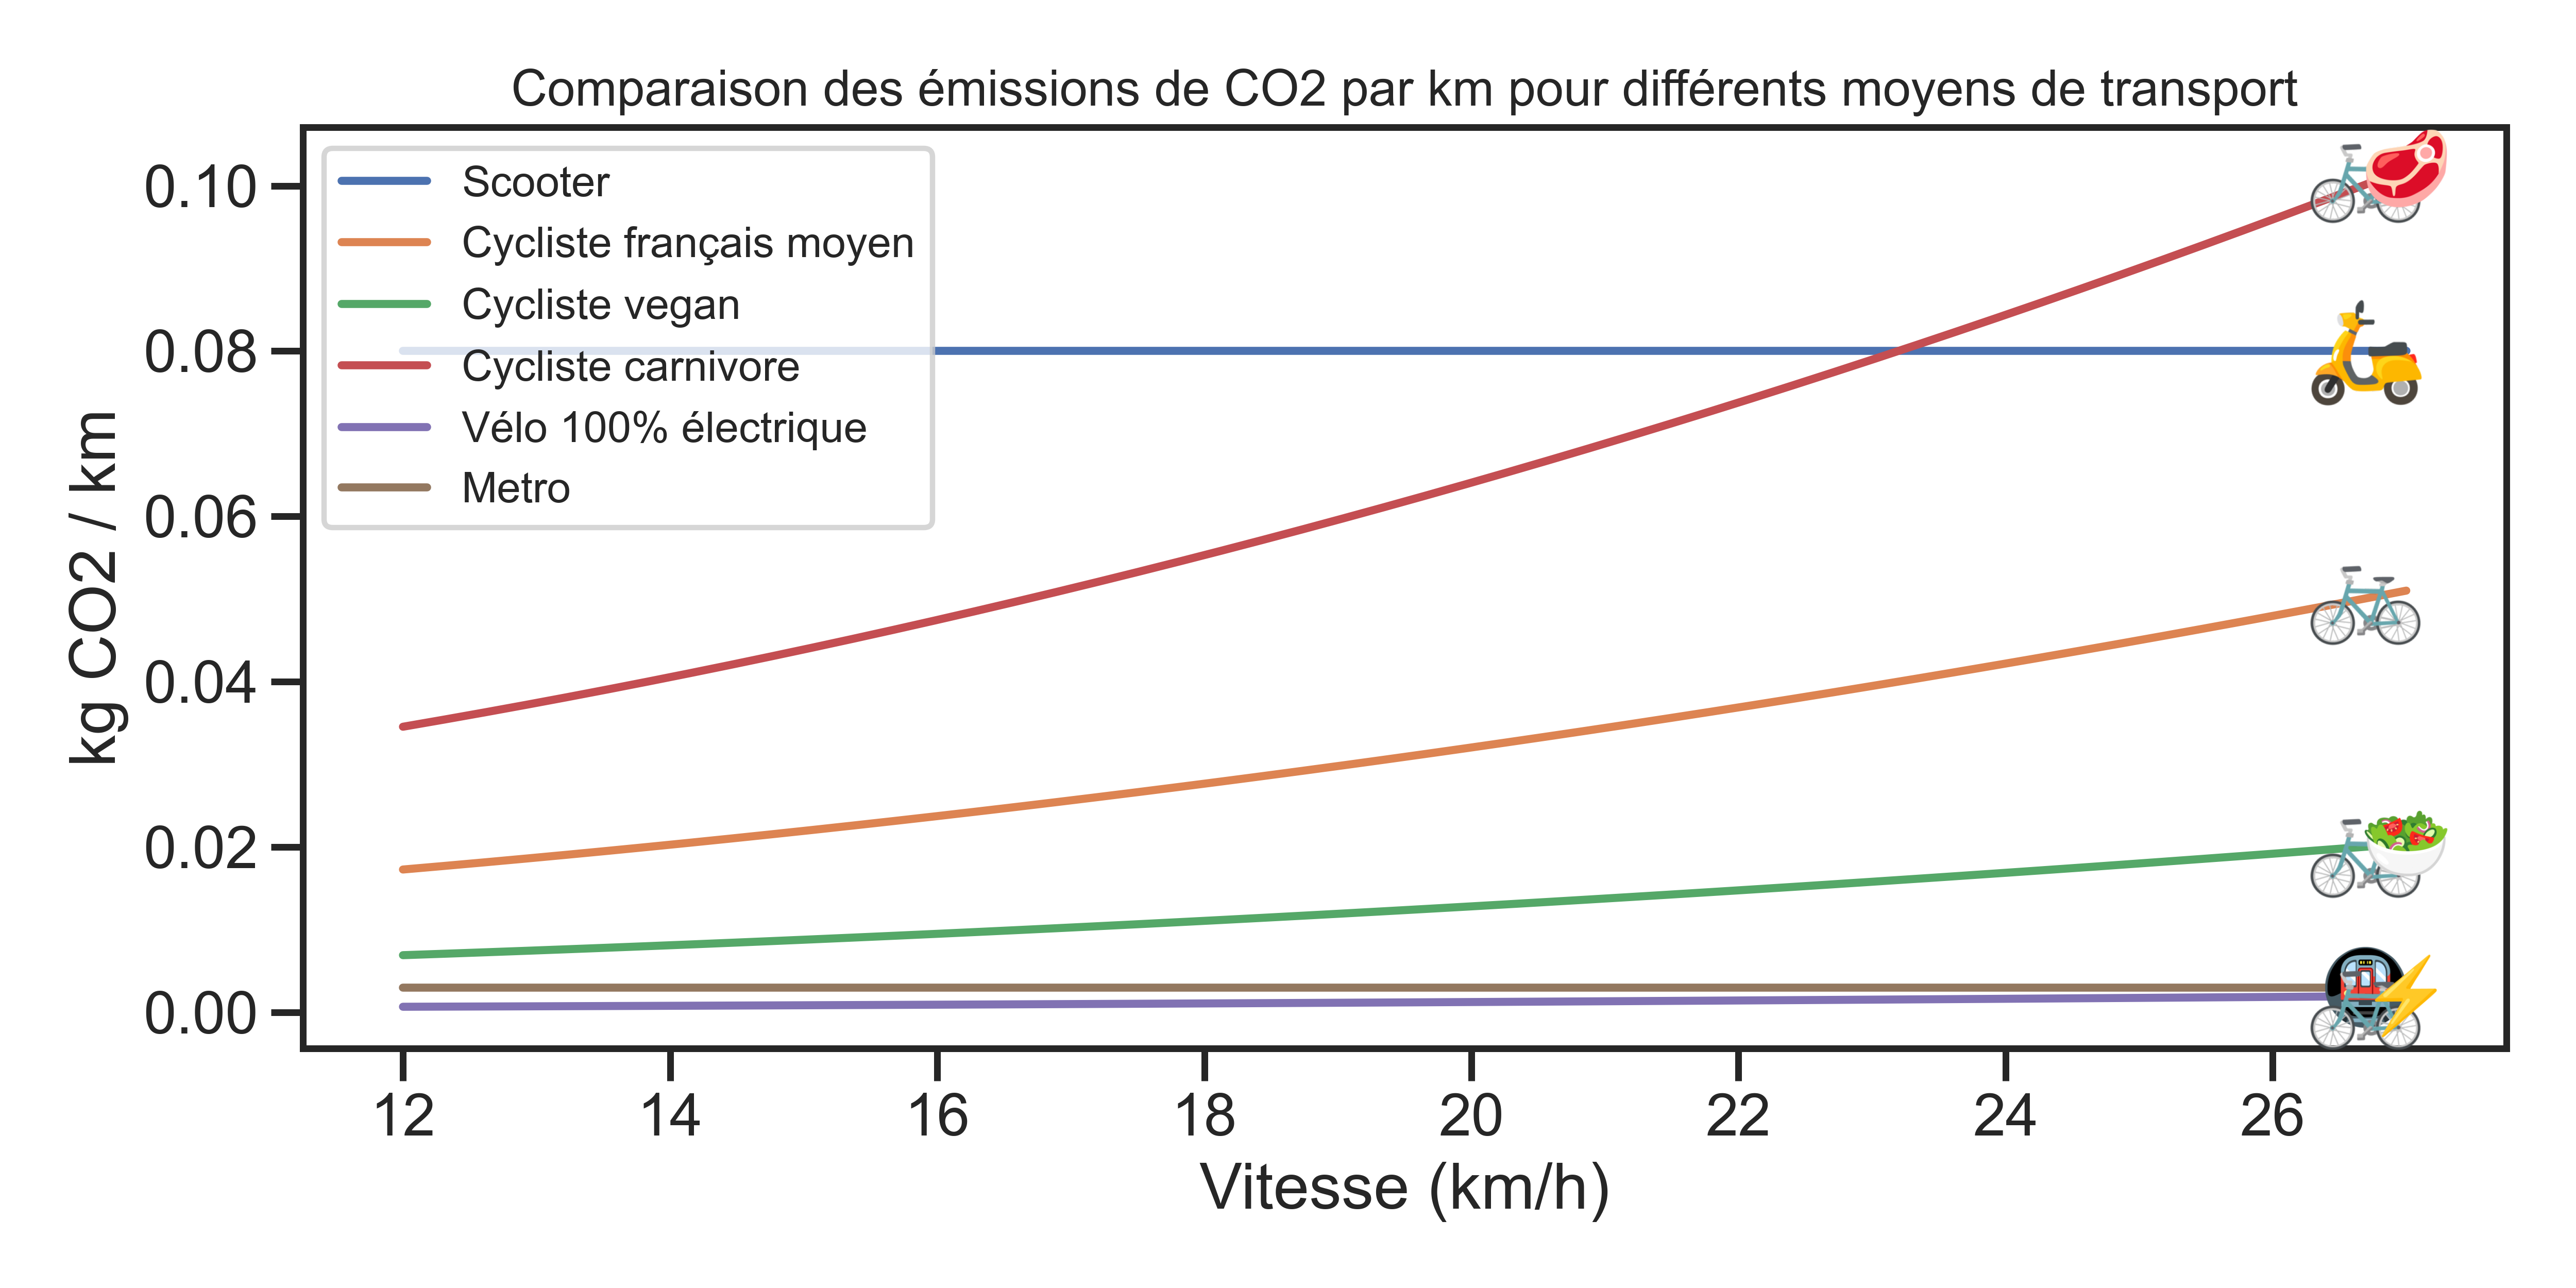 Comparaison des émissions de CO2 par km pour différents moyens de transport
kg CO2 / km
0.10
0.08
0.06
0.04
0.02
0.00
Scooter
Cycliste français moyen
Cycliste vegan
Cycliste carnivore
Vélo 100% électrique
Metro
12 14 16 18 20 22 24 26
Vitesse (km/h)